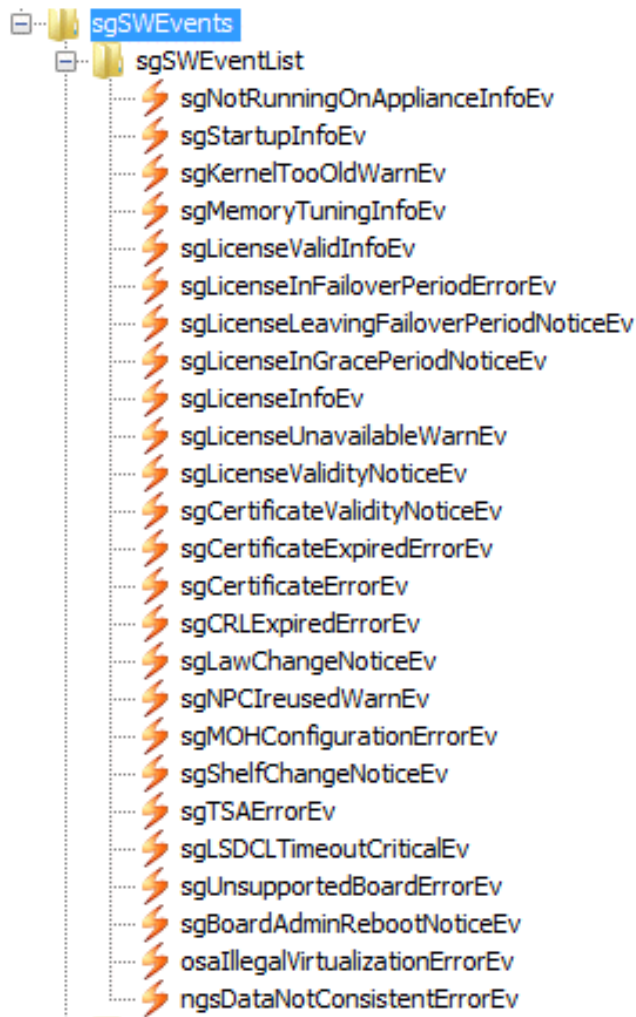 sgSWEvents
sgSWEventList
sgNotRunningOnApplianceInfoEv
sgStartupInfoEv
sgKernelTooOldWarnEv
sgMemoryTuningInfoEv
sgLicenseValidInfoEv
sgLicenseInFailoverPeriodErrorEv
sgLicenseLeavingFailoverPeriodNoticeEv
sgLicenseInGracePeriodNoticeEv
sgLicenseInfoEv
sgLicenseUnavailableWarnEv
sgLicenseValidityNoticeEv
sgCertificateValidityNoticeEv
sgCertificateExpiredErrorEv
sgCertificateErrorEv
sgCRLExpiredErrorEv
sgLawChangeNoticeEv
sgNPCIreusedWarnEv
sgMOHConfigurationErrorEv
sgShelfChangeNoticeEv
sgTSAErrorEv
sgLSDCLTimeoutCriticalEv
sgUnsupportedBoardErrorEv
sgBoardAdminRebootNoticeEv
osaIllegalVirtualizationErrorEv
ngsDataNotConsistentErrorEv